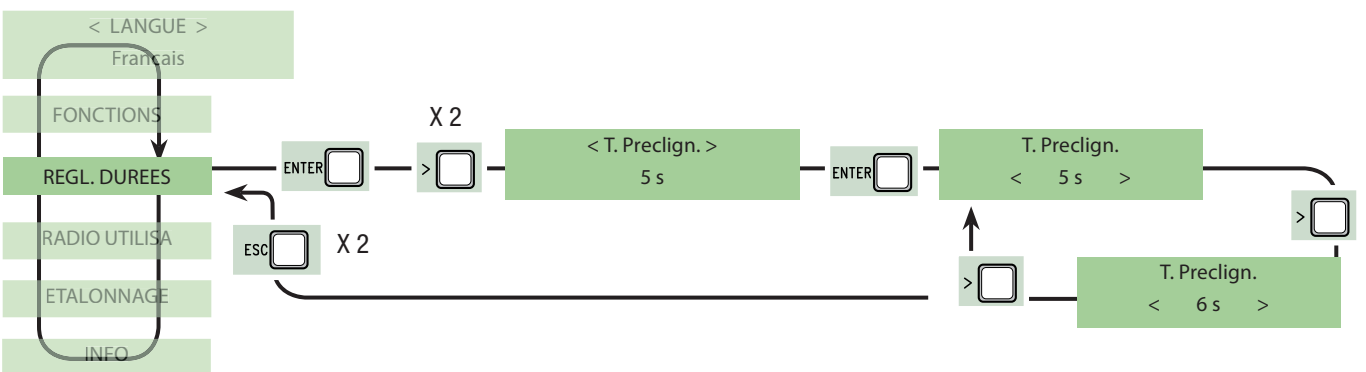 < LANGUE >
Français
FONCTIONS
REGL. DUREES
RADIO UTILISA
ETALONNAGE
INFO
ENTER
>
X 2
< T. Preclign. >
5 s
ENTER
T. Preclign.
< 5 s >
>
T. Preclign.
< 6 s >
>
ESC
X 2